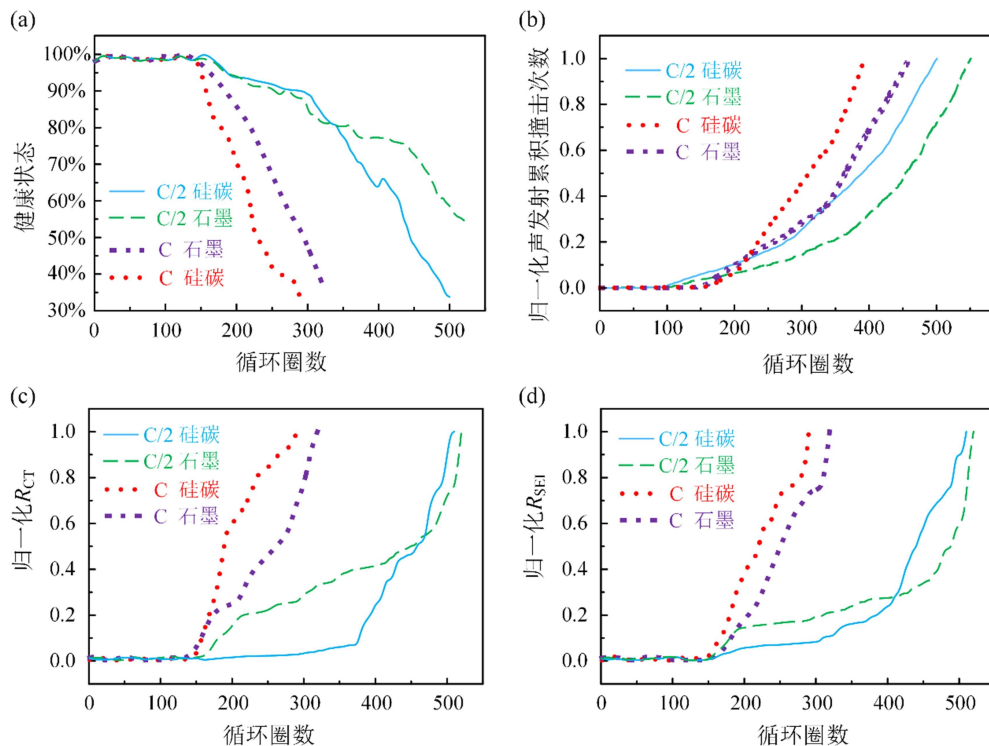 (a)
100%
90%
80%
70%
60%
50%
40%
30%
健康状态
C/2 硅碳
C/2 石墨
C 石墨
C 硅碳
0 100 200 300 400 500
循环圈数
(b)
1.0
0.8
0.6
0.4
0.2
0.0
归一化声发射累积撞击次数
C/2 硅碳
C/2 石墨
C 硅碳
C 石墨
0 100 200 300 400 500
循环圈数
(c)
1.0
0.8
0.6
0.4
0.2
0.0
归一化RCT
C/2 硅碳
C/2 石墨
C 硅碳
C 石墨
0 100 200 300 400 500
循环圈数
(d)
1.0
0.8
0.6
0.4
0.2
0.0
归一化RSEI
C/2 硅碳
C/2 石墨
C 硅碳
C 石墨
0 100 200 300 400 500
循环圈数